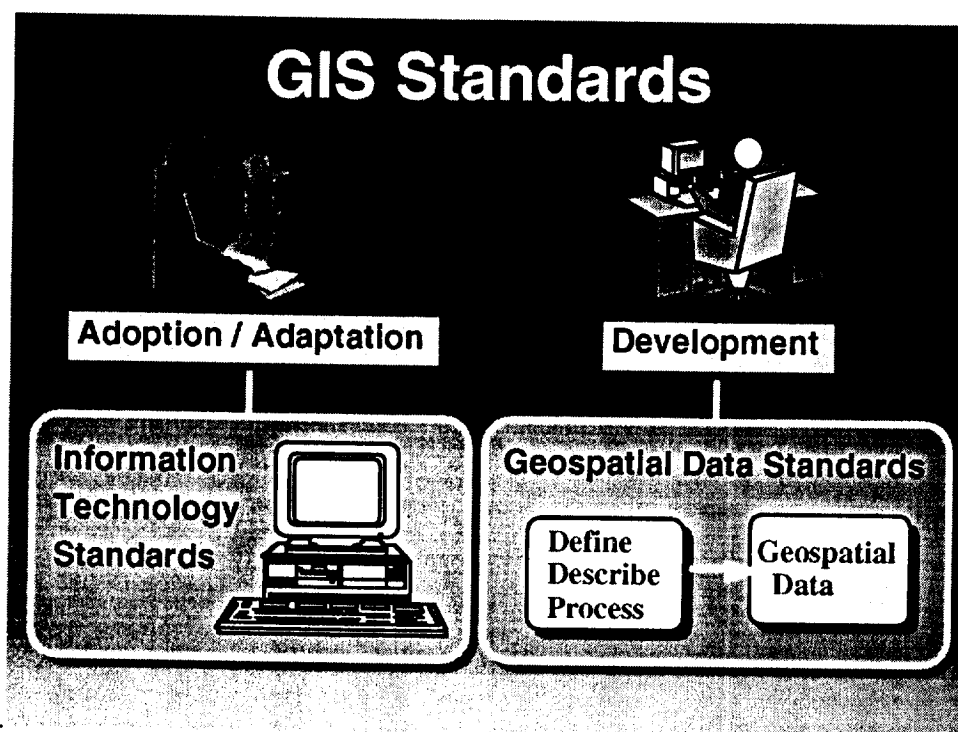 GIS Standards
Adoption / Adaptation
Development
Information
Technology
Standards
Geospatial Data Standards
Define
Describe
Process
Geospatial
Data